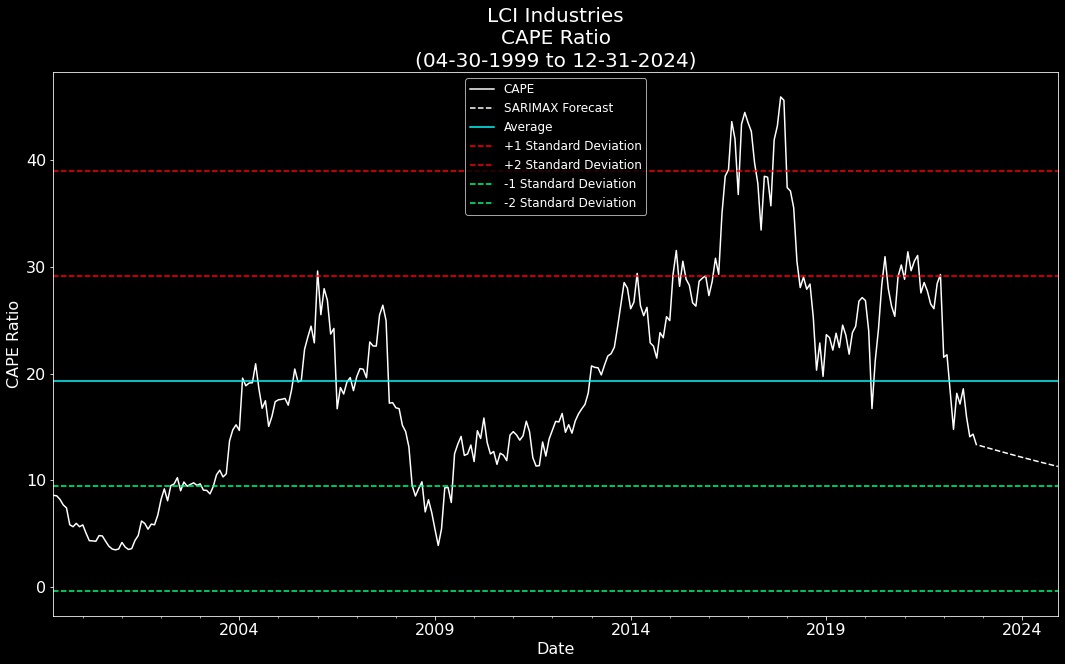 LCI Industries
CAPE Ratio
(04-30-1999 to 12-31-2024)
CAPE
SARIMAX Forecast
Average
+1 Standard Deviation
+2 Standard Deviation
-1 Standard Deviation
-2 Standard Deviation
CAPE Ratio
40
30
20
10
0
2004
2009
2014
2019
2024
Date